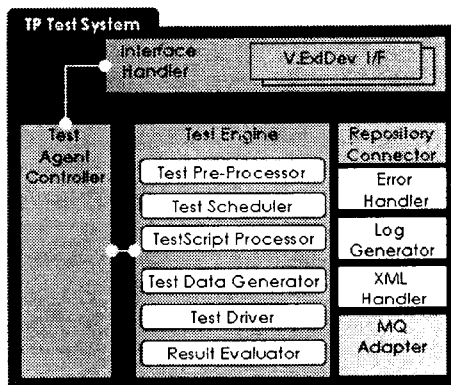 TP Test System
Interface
Handler
V.ExtDev I/F
Test
Agent
Controller
Test Engine
Test Pre-Processor
Test Scheduler
TestScript Processor
Test Data Generator
Test Driver
Result Evaluator
Repository
Connector
Error
Handler
Log
Generator
XML
Handler
MQ
Adapter